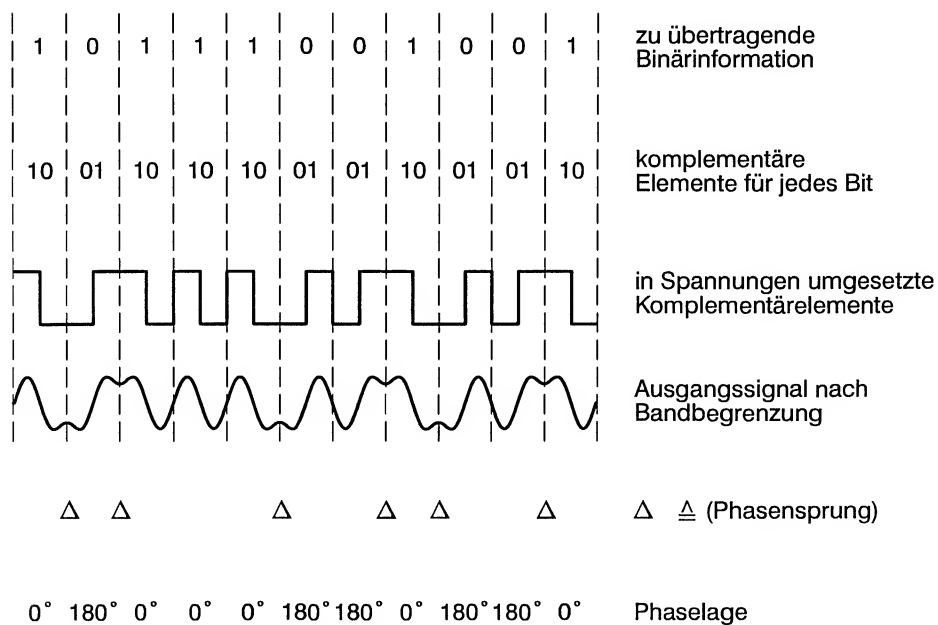 1 0 1 1 1 0 0 1 0 0 1
zu übertragende
Binärinformation
10 01 10 10 10 01 01 10 01 01 10
komplementäre
Elemente für jedes Bit
in Spannungen umgesetzte
Komplementärelemente
Ausgangssignal nach
Bandbegrenzung
Δ Δ Δ Δ Δ Δ Δ ≙ (Phasensprung)
0° 180° 0° 0° 0° 180° 180° 0° 180° 180° 0° Phaselage